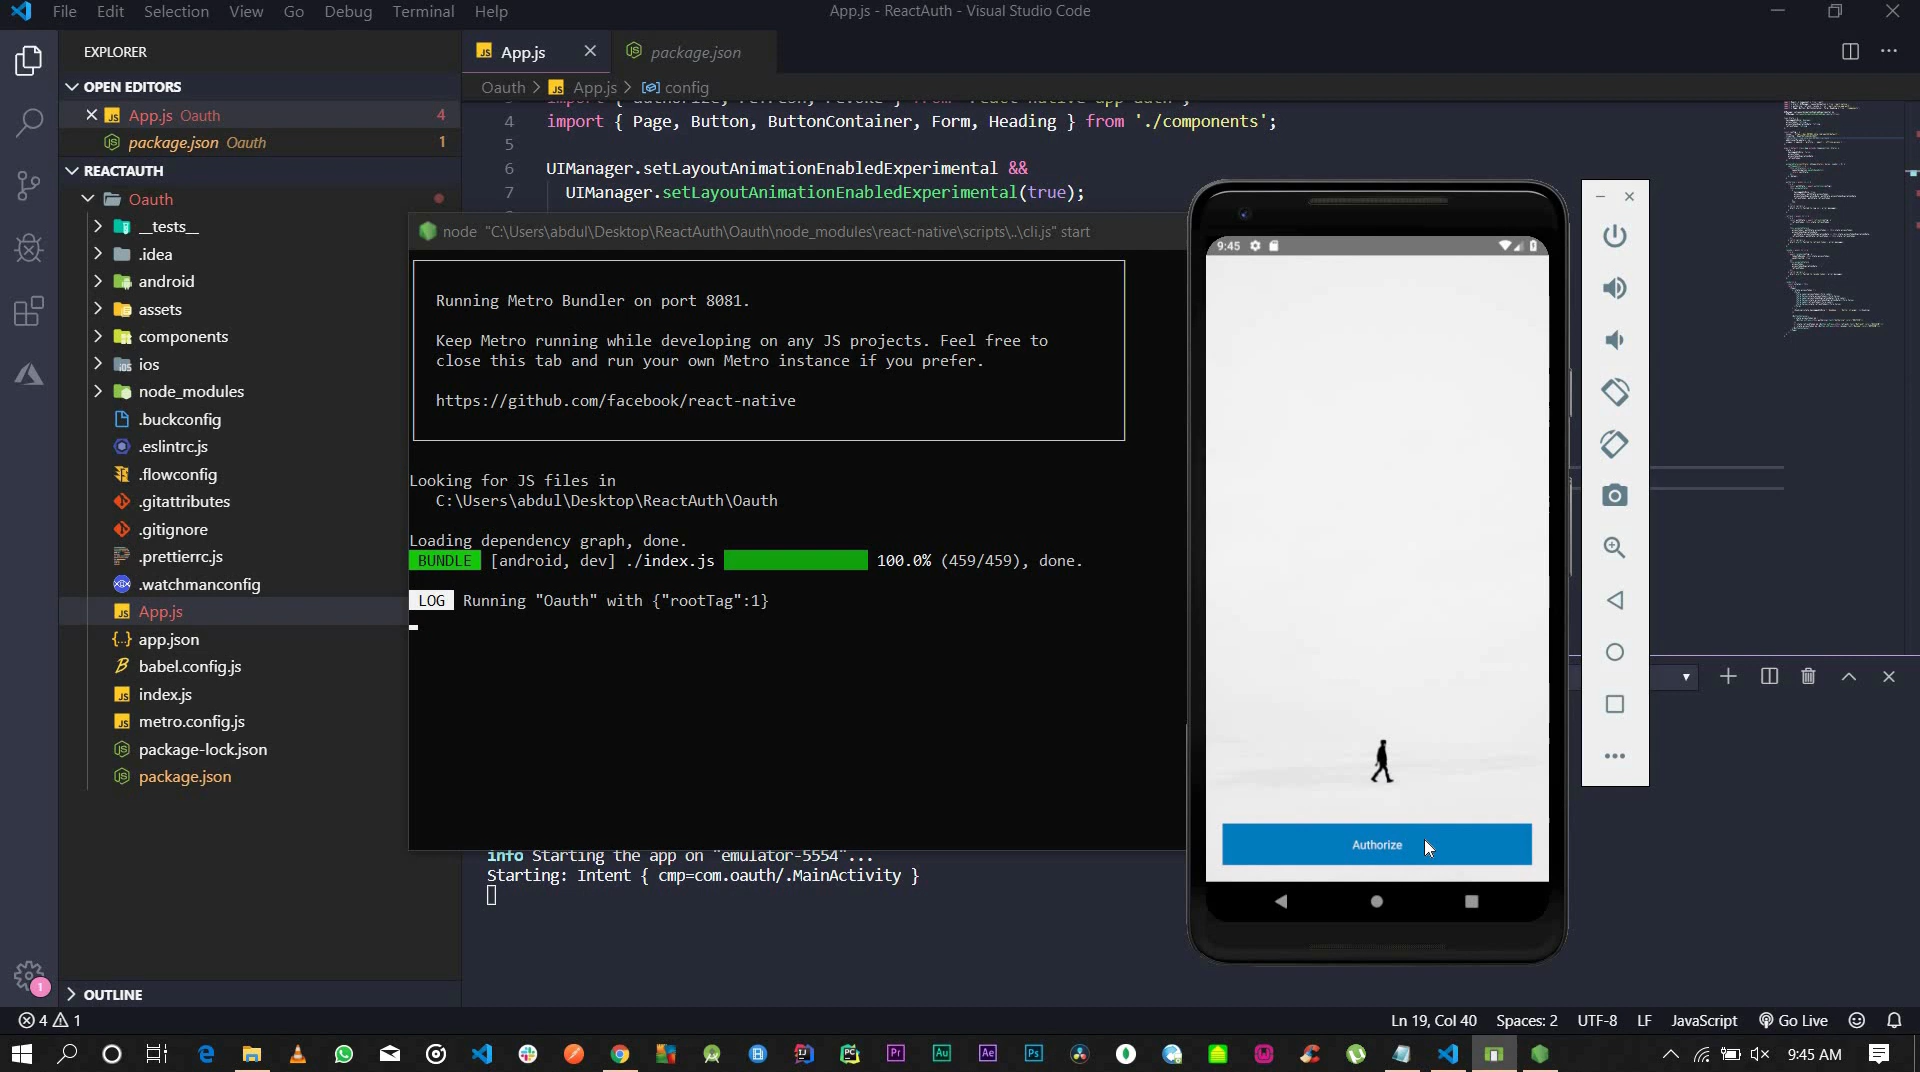 File Edit Selection View Go Debug Terminal Help
App.js - ReactAuth - Visual Studio Code
EXPLORER
OPEN EDITORS
App.js Oauth 4
package.json Oauth 1
REACTAUTH
Oauth
__tests__
.idea
android
assets
components
ios
node_modules
.buckconfig
.eslintrc.js
.flowconfig
.gitattributes
.gitignore
.prettierrc.js
.watchmanconfig
App.js
app.json
babel.config.js
index.js
metro.config.js
package-lock.json
package.json
OUTLINE
App.js
package.json
Oauth > App.js > config
4 import { Page, Button, ButtonContainer, Form, Heading } from './components';
5
6 UIManager.setLayoutAnimationEnabledExperimental &&
7 UIManager.setLayoutAnimationEnabledExperimental(true);
node "C:\Users\abdul\Desktop\ReactAuth\Oauth\node_modules\react-native\scripts\..\cli.js" start
Running Metro Bundler on port 8081.
Keep Metro running while developing on any JS projects. Feel free to
close this tab and run your own Metro instance if you prefer.
https://github.com/facebook/react-native
Looking for JS files in
C:\Users\abdul\Desktop\ReactAuth\Oauth
Loading dependency graph, done.
BUNDLE [android, dev] ./index.js 100.0% (459/459), done.
LOG Running "Oauth" with {"rootTag":1}
info Starting the app on "emulator-5554"...
Starting: Intent { cmp=com.oauth/.MainActivity }
9:45
Authorize
1
4 1
Ln 19, Col 40 Spaces: 2 UTF-8 LF JavaScript Go Live
9:45 AM